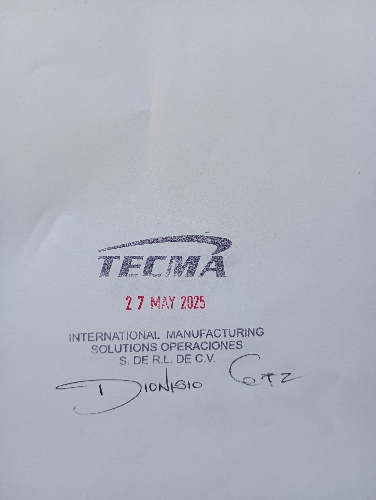 TECMA
27 MAY 2025
INTERNATIONAL MANUFACTURING
SOLUTIONS OPERACIONES
S. DE R.L. DE C.V.
DIONISIO